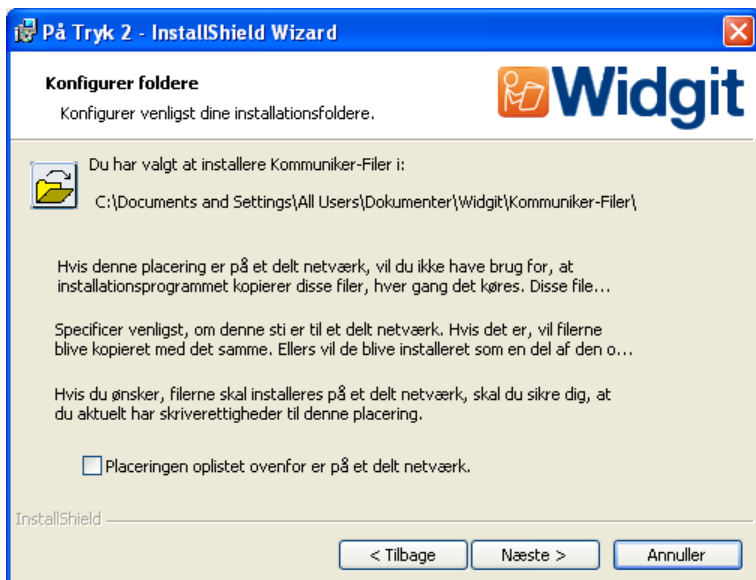 På Tryk 2 - InstallShield Wizard
Konfigurer foldere
Konfigurer venligst dine installationsfoldere.
Widgit
Du har valgt at installere Kommuniker-Filer i:
C:\Documents and Settings\All Users\Dokumenter\Widgit\Kommuniker-Filer\
Hvis denne placering er på et delt netværk, vil du ikke have brug for, at
installationsprogrammet kopierer disse filer, hver gang det køres. Disse file...
Specificer venligst, om denne sti er til et delt netværk. Hvis det er, vil filerne
blive kopieret med det samme. Ellers vil de blive installeret som en del af den o...
Hvis du ønsker, filerne skal installeres på et delt netværk, skal du sikre dig, at
du aktuelt har skriverettigheder til denne placering.
Placeringen oplistet ovenfor er på et delt netværk.
InstallShield
< Tilbage
Næste >
Annuller